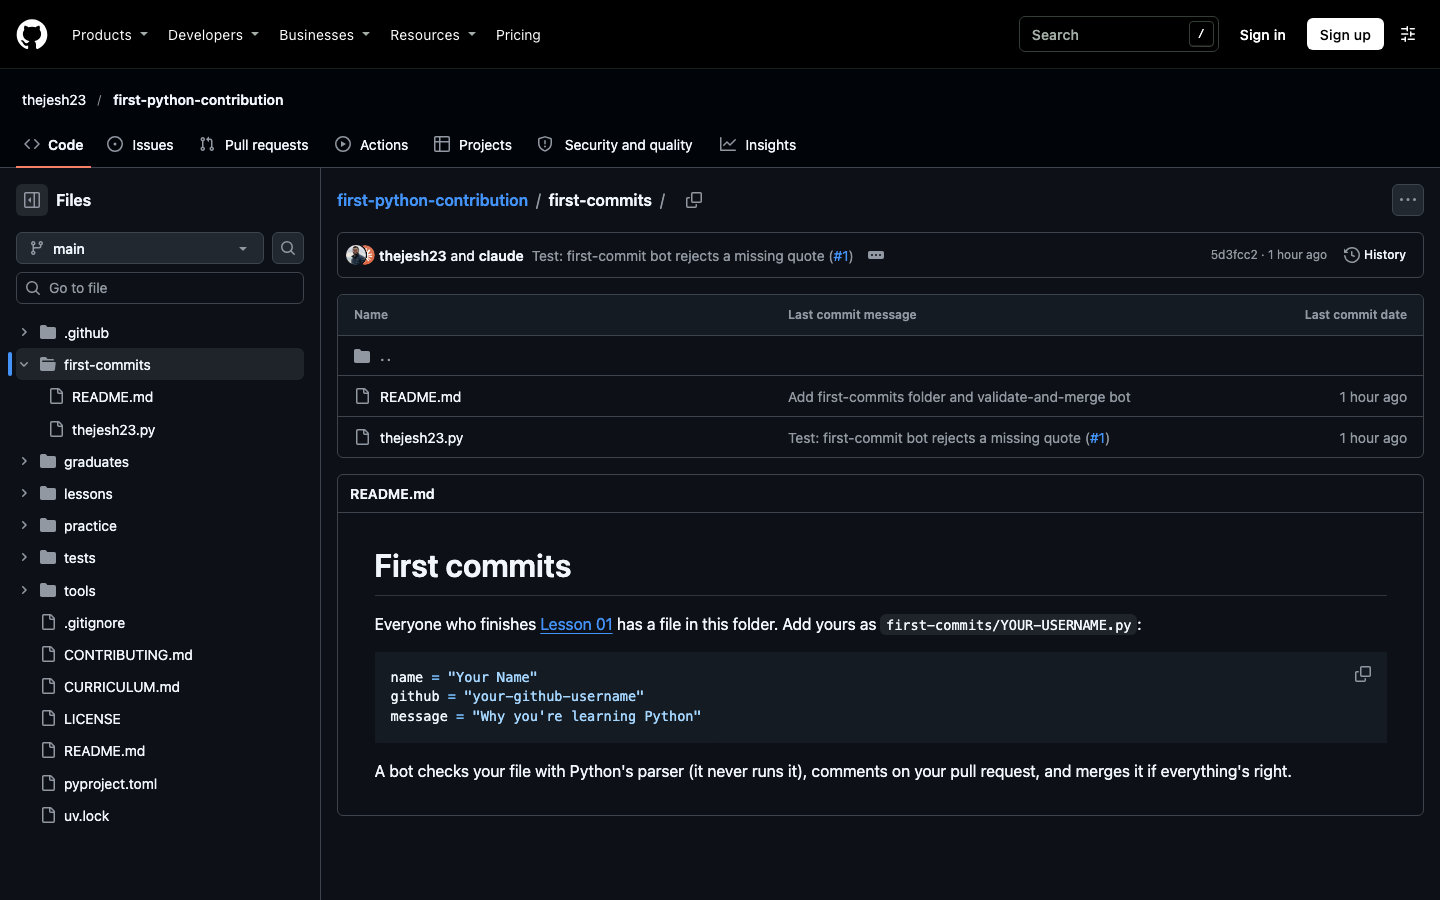 Products Developers Businesses Resources Pricing Search / Sign in Sign up
thejesh23 / first-python-contribution
Code Issues Pull requests Actions Projects Security and quality Insights
Files
main
Go to file
.github
first-commits
README.md
thejesh23.py
graduates
lessons
practice
tests
tools
.gitignore
CONTRIBUTING.md
CURRICULUM.md
LICENSE
README.md
pyproject.toml
uv.lock
first-python-contribution / first-commits /
thejesh23 and claude Test: first-commit bot rejects a missing quote (#1) 5d3fcc2 · 1 hour ago History
Name Last commit message Last commit date
..
README.md Add first-commits folder and validate-and-merge bot 1 hour ago
thejesh23.py Test: first-commit bot rejects a missing quote (#1) 1 hour ago
README.md
First commits
Everyone who finishes Lesson 01 has a file in this folder. Add yours as first-commits/YOUR-USERNAME.py:
name = "Your Name"
github = "your-github-username"
message = "Why you're learning Python"
A bot checks your file with Python's parser (it never runs it), comments on your pull request, and merges it if everything's right.